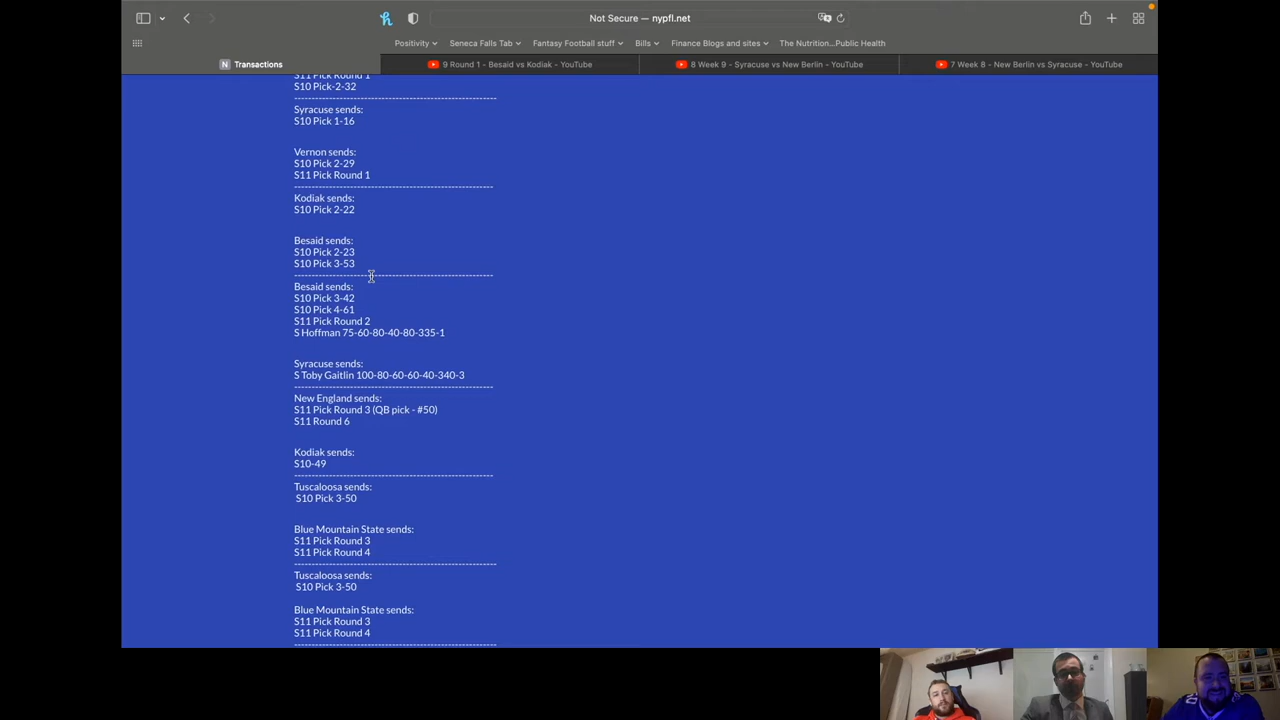 Not Secure — nypfl.net
Positivity
Seneca Falls Tab
Fantasy Football stuff
Bills
Finance Blogs and sites
The Nutrition...Public Health
N Transactions
9 Round 1 - Besaid vs Kodiak - YouTube
8 Week 9 - Syracuse vs New Berlin - YouTube
7 Week 8 - New Berlin vs Syracuse - YouTube
S11 Pick Round 1
S10 Pick-2-32
---------------------------------------------------------
Syracuse sends:
S10 Pick 1-16
Vernon sends:
S10 Pick 2-29
S11 Pick Round 1
---------------------------------------------------------
Kodiak sends:
S10 Pick 2-22
Besaid sends:
S10 Pick 2-23
S10 Pick 3-53
---------------------------------------------------------
Besaid sends:
S10 Pick 3-42
S10 Pick 4-61
S11 Pick Round 2
S Hoffman 75-60-80-40-80-335-1
Syracuse sends:
S Toby Gaitlin 100-80-60-60-40-340-3
---------------------------------------------------------
New England sends:
S11 Pick Round 3 (QB pick - #50)
S11 Round 6
Kodiak sends:
S10-49
---------------------------------------------------------
Tuscaloosa sends:
S10 Pick 3-50
Blue Mountain State sends:
S11 Pick Round 3
S11 Pick Round 4
---------------------------------------------------------
Tuscaloosa sends:
S10 Pick 3-50
Blue Mountain State sends:
S11 Pick Round 3
S11 Pick Round 4
---------------------------------------------------------